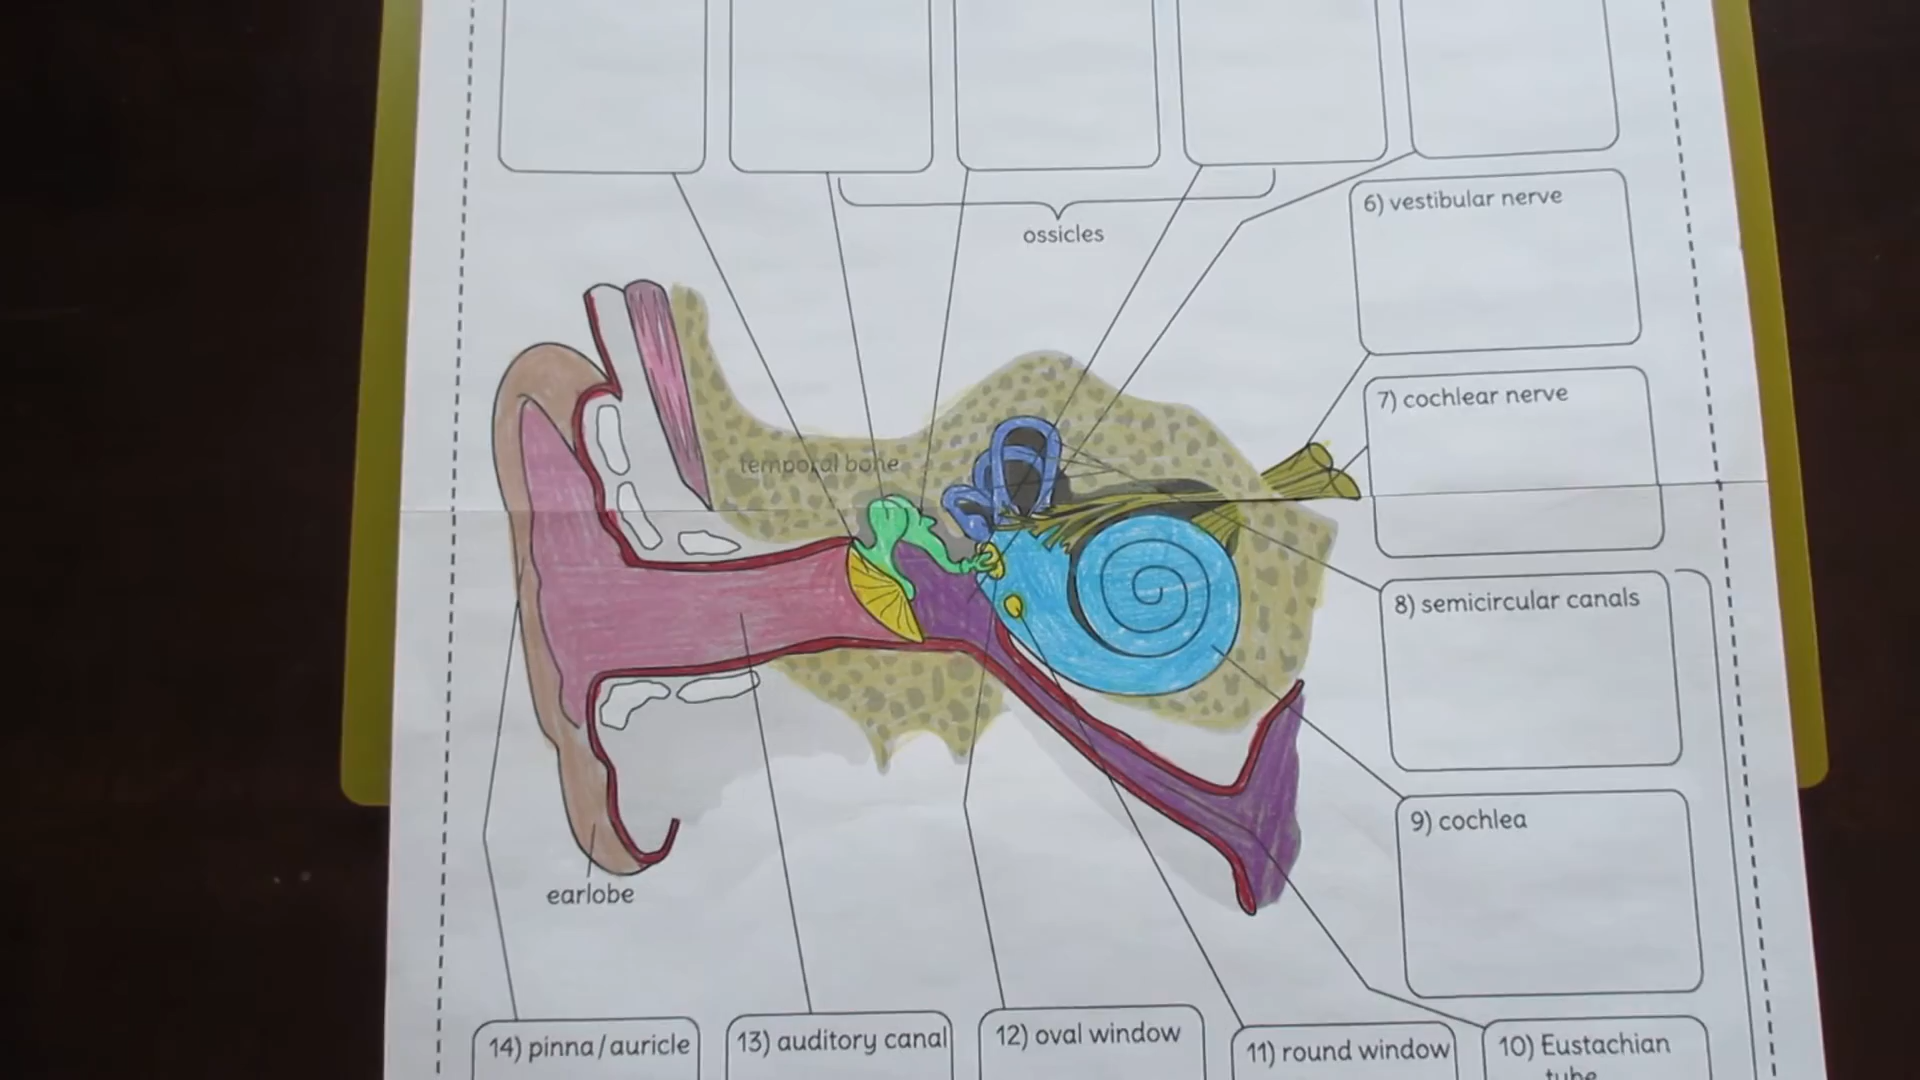 ossicles
6) vestibular nerve
7) cochlear nerve
temporal bone
8) semicircular canals
9) cochlea
earlobe
14) pinna/auricle
13) auditory canal
12) oval window
11) round window
10) Eustachian
tube